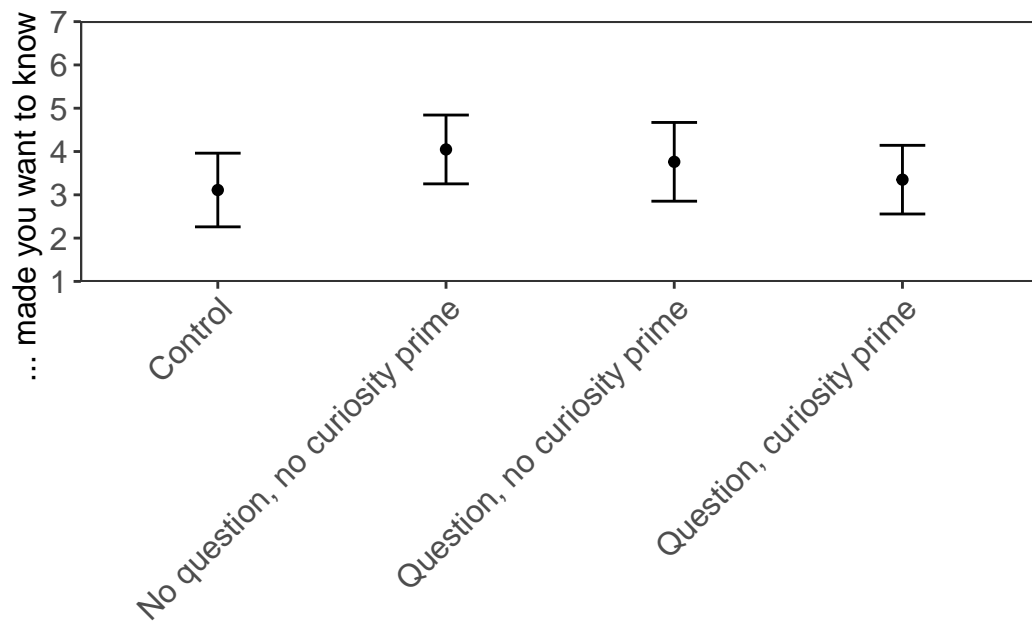 ... made you want to know
7
6
5
4
3
2
1
Control
No question, no curiosity prime
Question, no curiosity prime
Question, curiosity prime